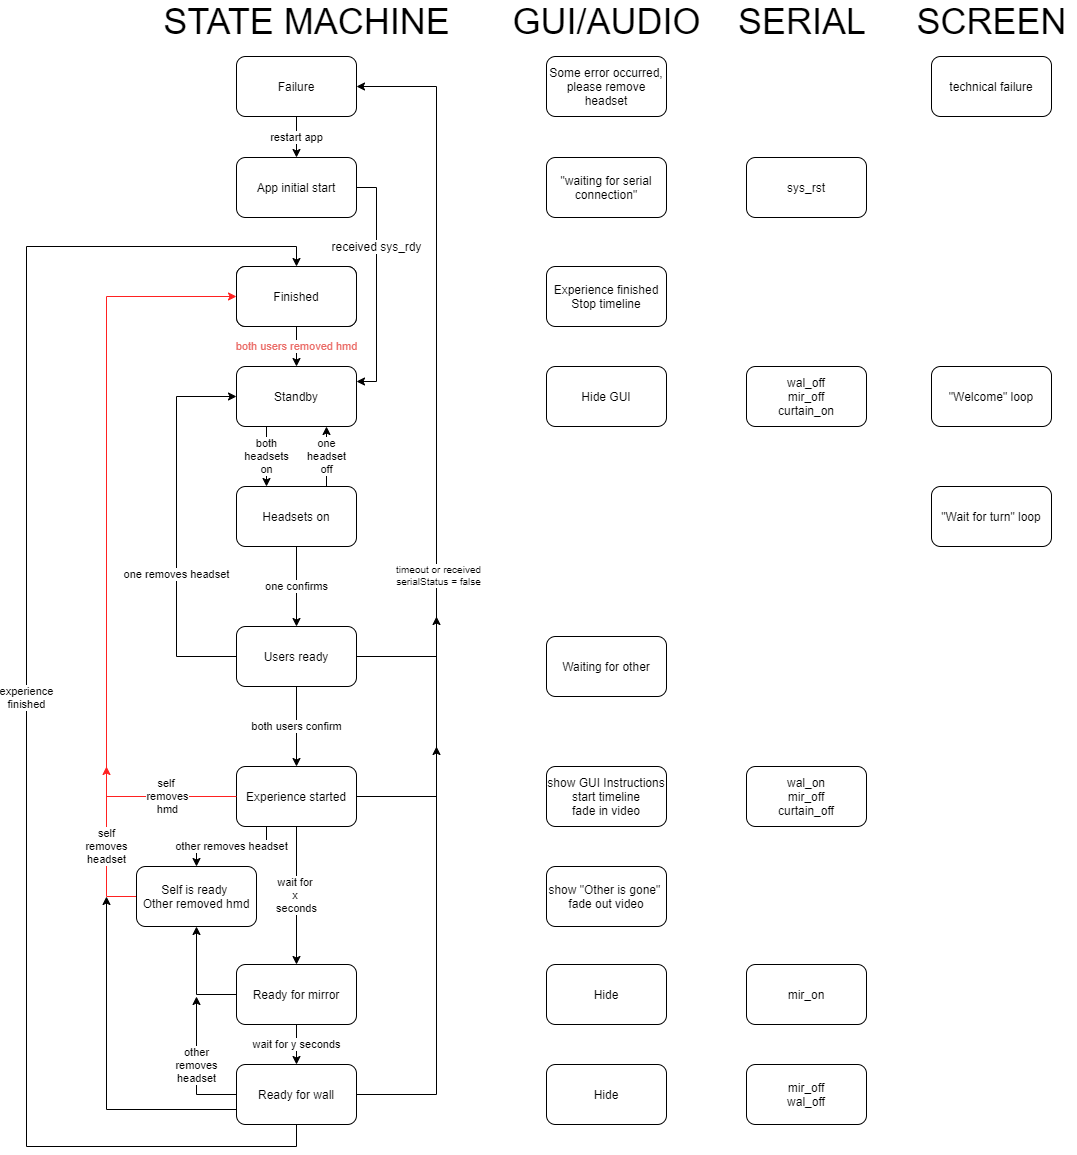 STATE MACHINE
GUI/AUDIO
SERIAL
SCREEN
Failure
Some error occurred,
please remove
headset
technical failure
restart app
App initial start
"waiting for serial
connection"
sys_rst
received sys_rdy
Finished
Experience finished
Stop timeline
both users removed hmd
Standby
Hide GUI
wal_off
mir_off
curtain_on
"Welcome" loop
both
headsets
on
one
headset
off
Headsets on
"Wait for turn" loop
one removes headset
one confirms
timeout or received
serialStatus = false
Users ready
Waiting for other
experience
finished
both users confirm
self
removes
hmd
Experience started
show GUI Instructions
start timeline
fade in video
wal_on
mir_off
curtain_off
self
removes
headset
other removes headset
Self is ready
Other removed hmd
wait for
x
seconds
show "Other is gone"
fade out video
Ready for mirror
Hide
mir_on
wait for y seconds
other
removes
headset
Ready for wall
Hide
mir_off
wal_off